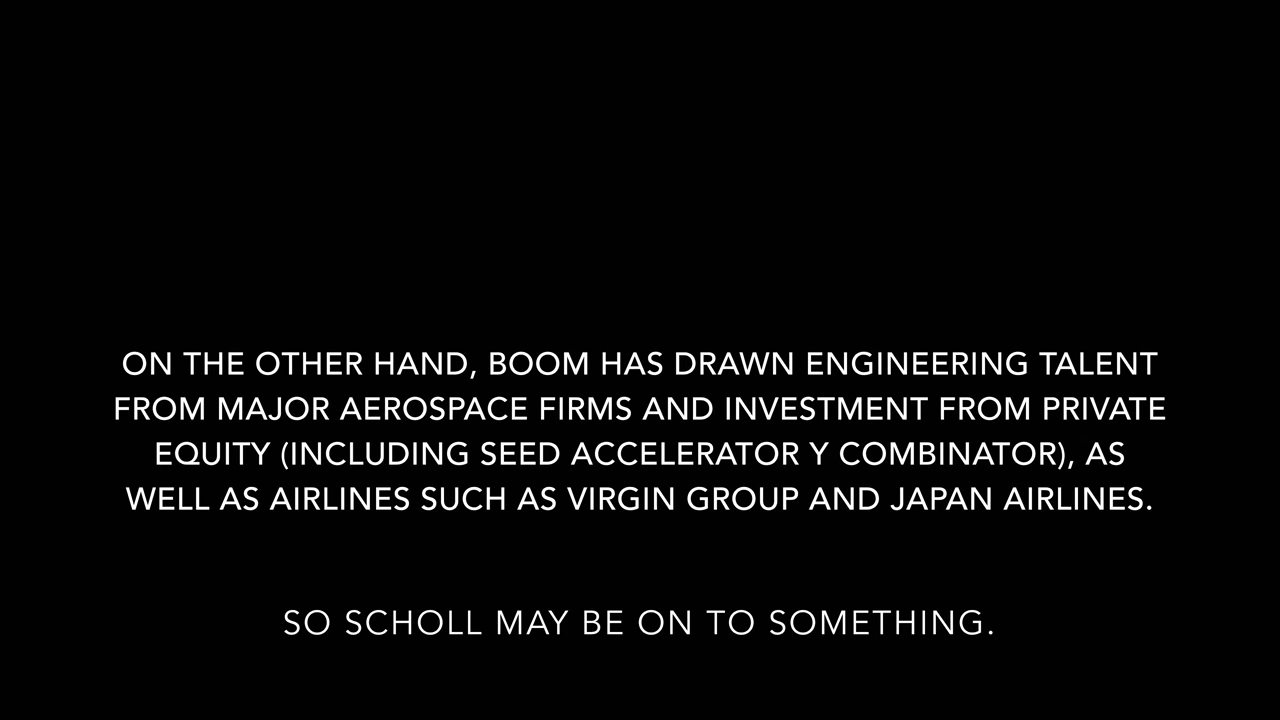 ON THE OTHER HAND, BOOM HAS DRAWN ENGINEERING TALENT
FROM MAJOR AEROSPACE FIRMS AND INVESTMENT FROM PRIVATE
EQUITY (INCLUDING SEED ACCELERATOR Y COMBINATOR), AS
WELL AS AIRLINES SUCH AS VIRGIN GROUP AND JAPAN AIRLINES.
SO SCHOLL MAY BE ON TO SOMETHING.